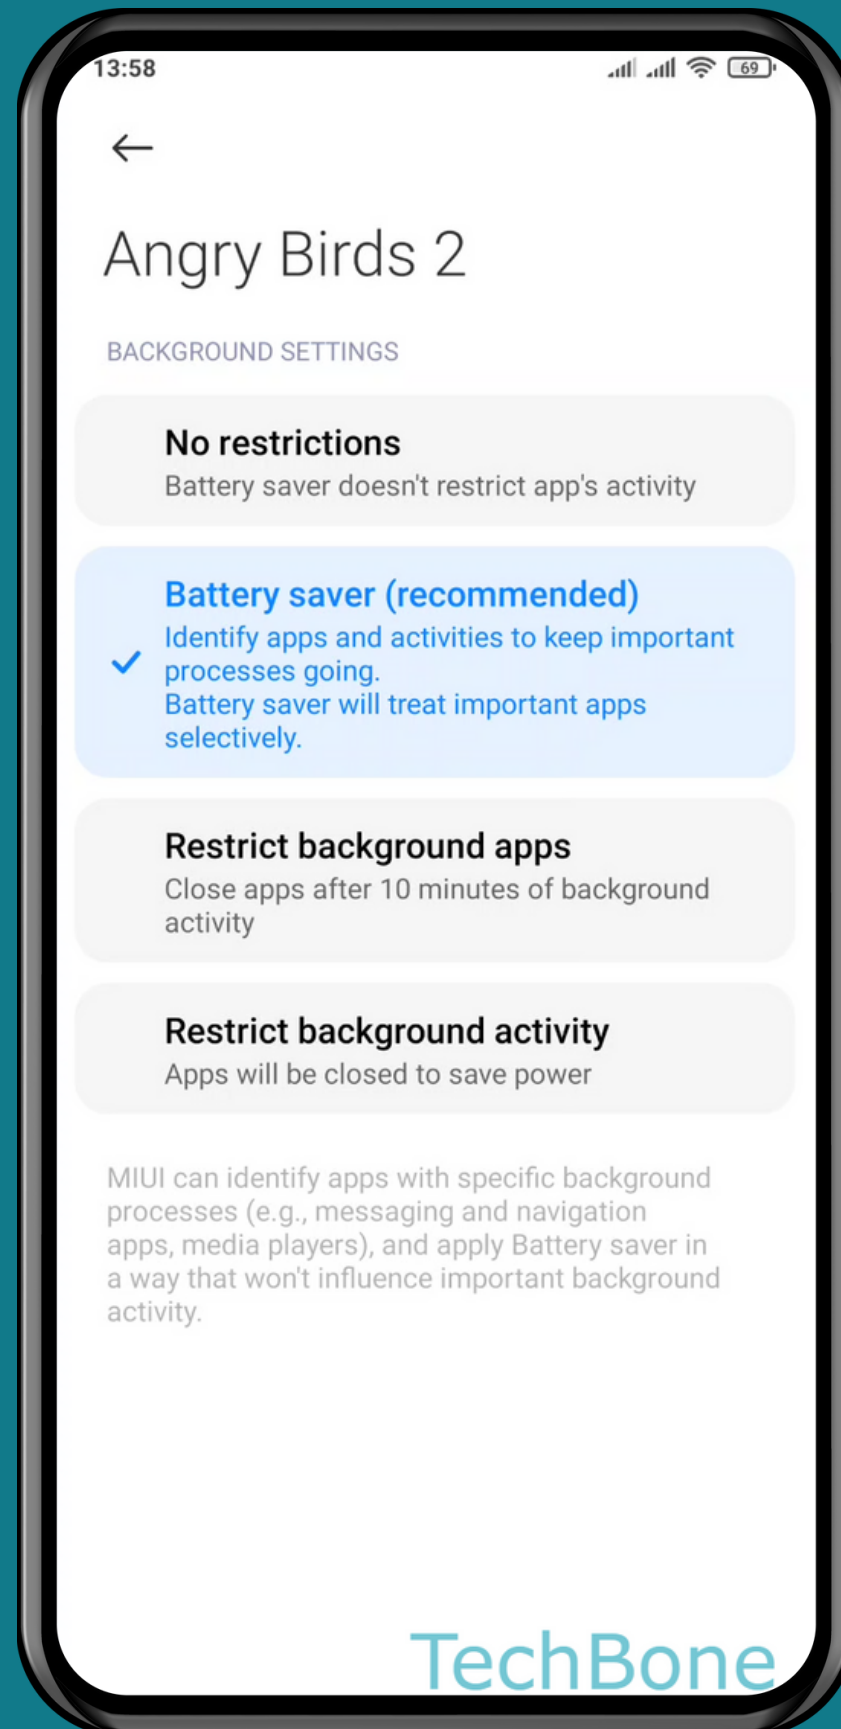 13:58
69
Angry Birds 2
BACKGROUND SETTINGS
No restrictions
Battery saver doesn't restrict app's activity
Battery saver (recommended)
Identify apps and activities to keep important
processes going.
Battery saver will treat important apps
selectively.
Restrict background apps
Close apps after 10 minutes of background
activity
Restrict background activity
Apps will be closed to save power
MIUI can identify apps with specific background
processes (e.g., messaging and navigation
apps, media players), and apply Battery saver in
a way that won't influence important background
activity.
TechBone